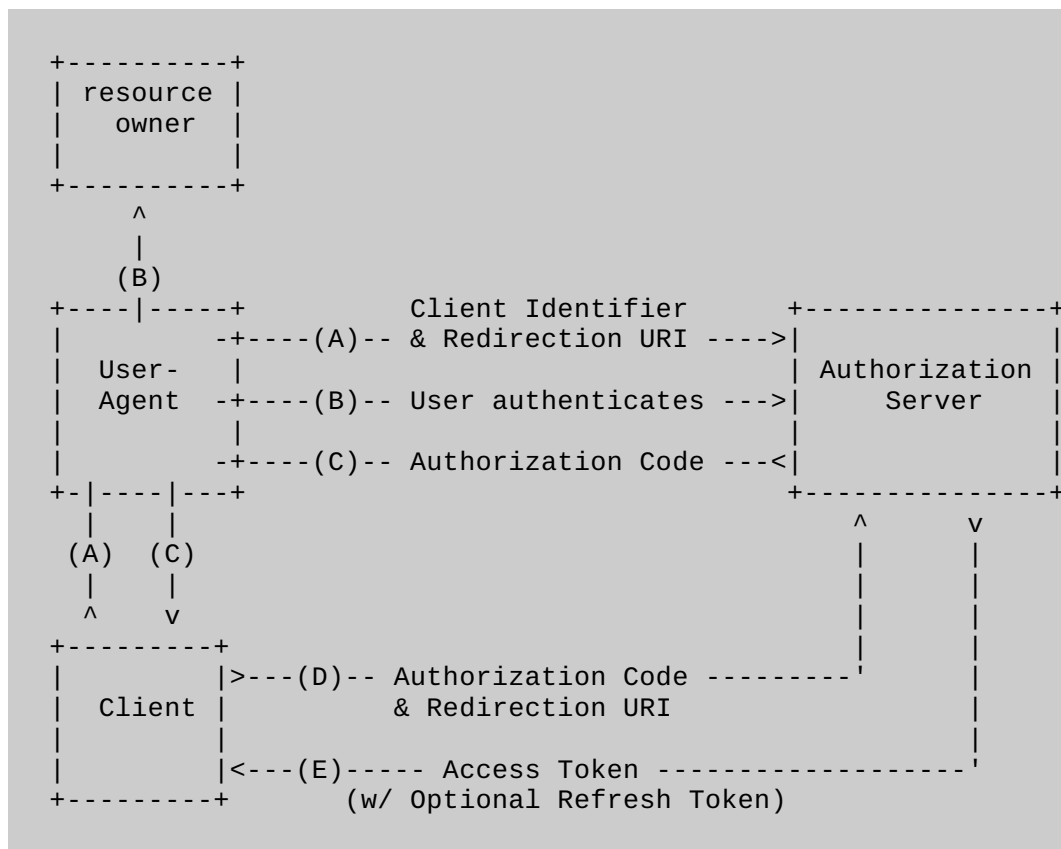 +----------+
| resource |
|   owner  |
|          |
+----------+
     ^
     |
    (B)
+----|-----+          Client Identifier      +---------------+
|         -+----(A)-- & Redirection URI ---->|               |
|  User-   |                                 | Authorization |
|  Agent  -+----(B)-- User authenticates --->|     Server    |
|          |                                 |               |
|         -+----(C)-- Authorization Code ---<|               |
+-|----|---+                                 +---------------+
  |    |                                         ^      v
 (A)  (C)                                        |      |
  |    |                                         |      |
  ^    v                                         |      |
+---------+                                      |      |
|         |>---(D)-- Authorization Code ---------'      |
|  Client |          & Redirection URI                  |
|         |                                             |
|         |<---(E)----- Access Token -------------------'
+---------+       (w/ Optional Refresh Token)